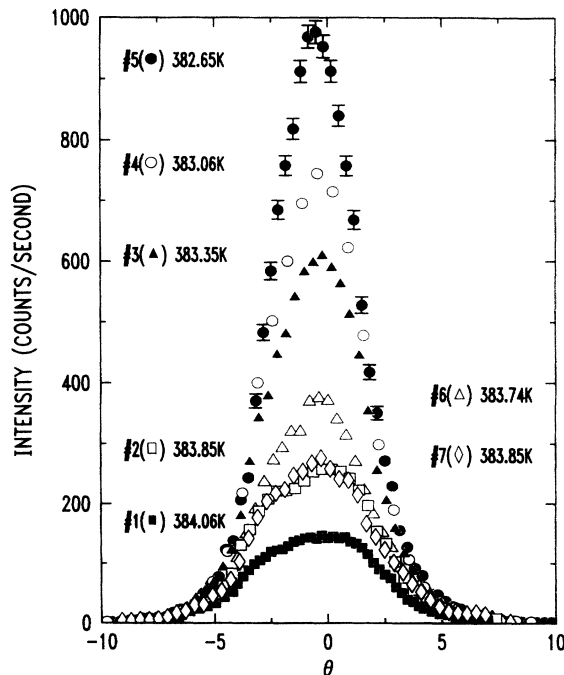 1000
800
600
400
200
0
INTENSITY (COUNTS/SECOND)
#5(●) 382.65K
#4(○) 383.06K
#3(▲) 383.35K
#6(△) 383.74K
#2(□) 383.85K
#7(◇) 383.85K
#1(■) 384.06K
-10 -5 0 5 10
θ